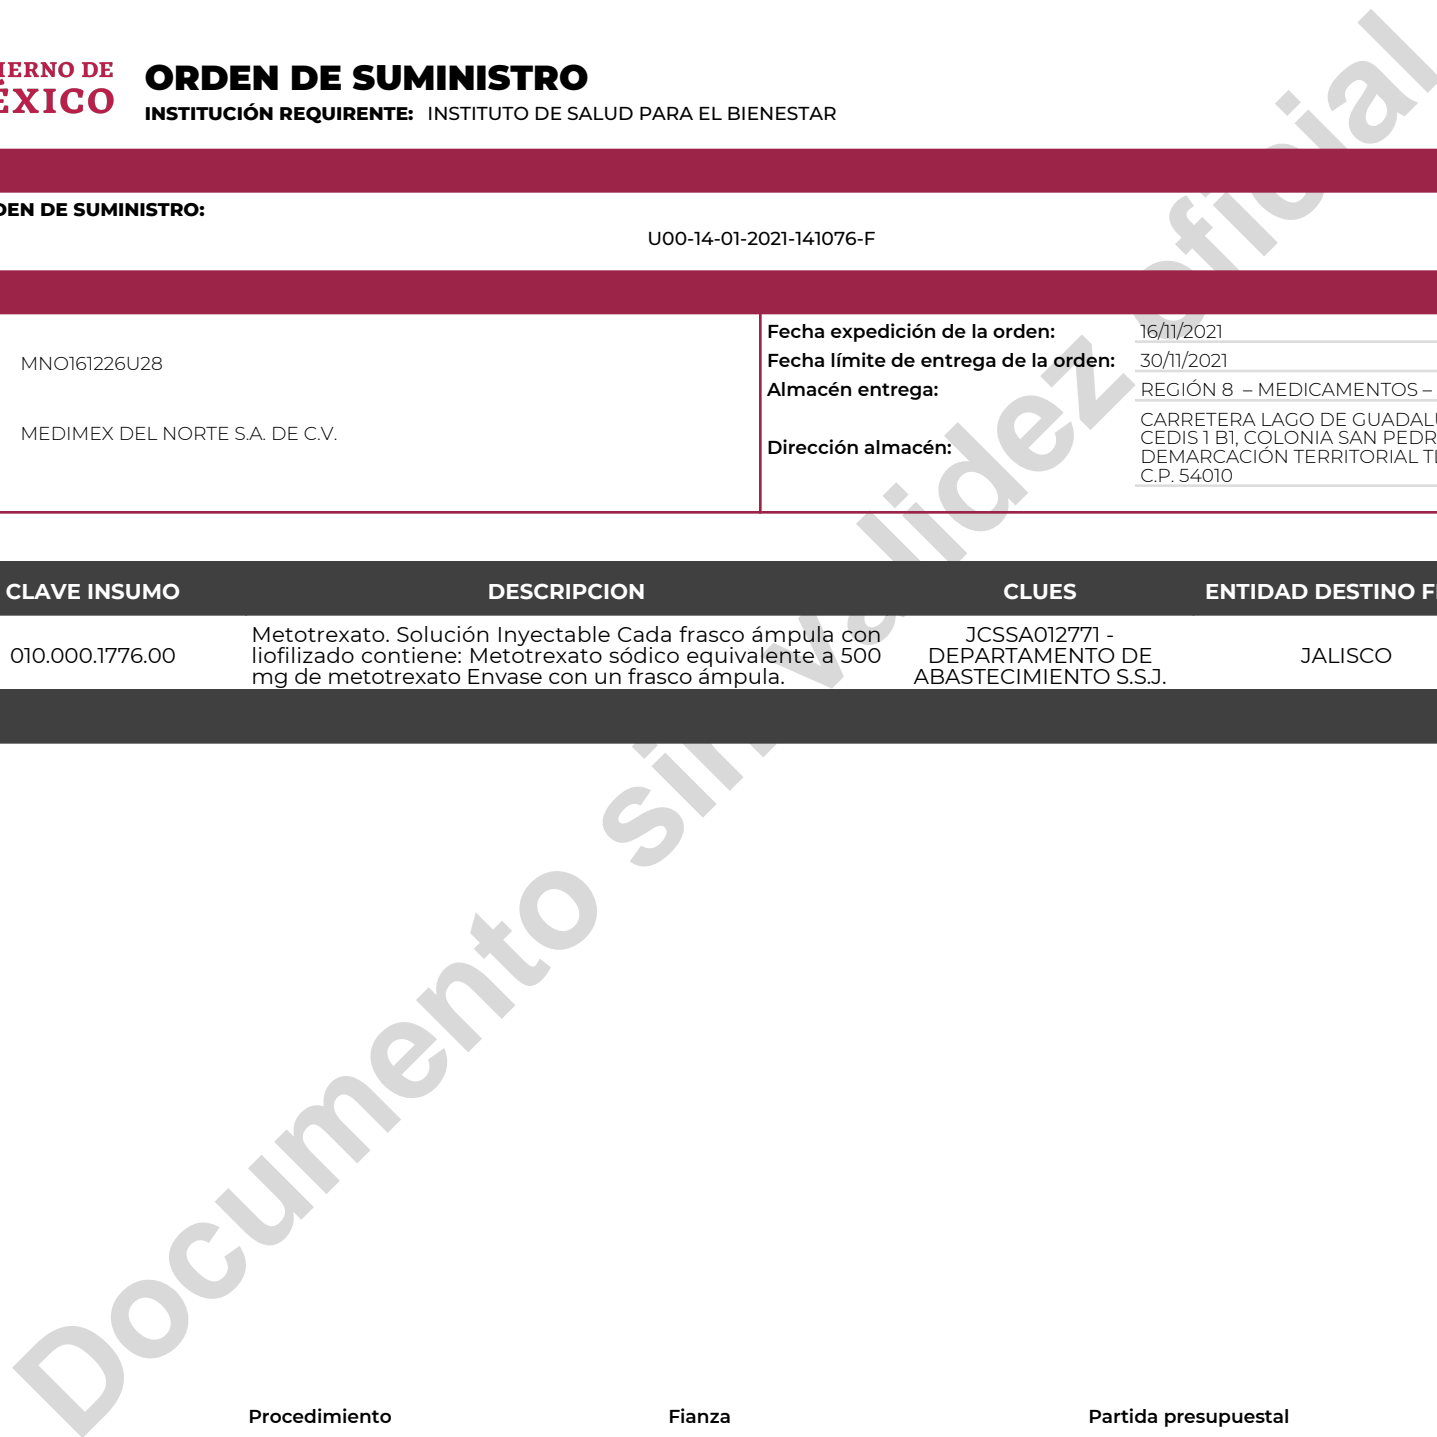 IERNO DE
ÉXICO
ORDEN DE SUMINISTRO
INSTITUCIÓN REQUIRENTE: INSTITUTO DE SALUD PARA EL BIENESTAR
DEN DE SUMINISTRO:
U00-14-01-2021-141076-F
MNO161226U28
MEDIMEX DEL NORTE S.A. DE C.V.
Fecha expedición de la orden: 16/11/2021
Fecha límite de entrega de la orden: 30/11/2021
Almacén entrega: REGIÓN 8 – MEDICAMENTOS –
Dirección almacén:
CARRETERA LAGO DE GUADALU
CEDIS 1 B1, COLONIA SAN PEDR
DEMARCACIÓN TERRITORIAL TL
C.P. 54010
CLAVE INSUMO DESCRIPCION CLUES ENTIDAD DESTINO FI
010.000.1776.00
Metotrexato. Solución Inyectable Cada frasco ámpula con
liofilizado contiene: Metotrexato sódico equivalente a 500
mg de metotrexato Envase con un frasco ámpula.
JCSSA012771 -
DEPARTAMENTO DE
ABASTECIMIENTO S.S.J.
JALISCO
Documento sin validez oficial
Procedimiento Fianza Partida presupuestal